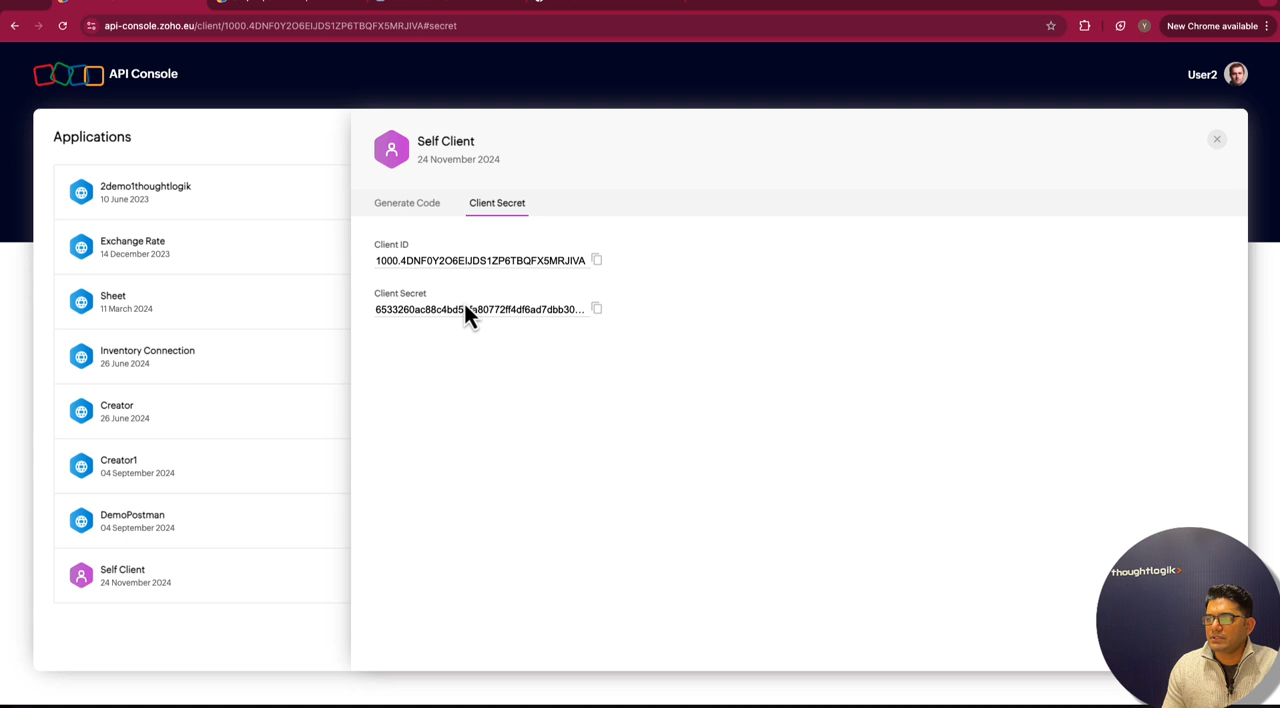 api-console.zoho.eu/client/1000.4DNF0Y2O6EIJDS1ZP6TBQFX5MRJIVA#secret
New Chrome available
API Console
User2
Applications
2demo1thoughtlogik
10 June 2023
Exchange Rate
14 December 2023
Sheet
11 March 2024
Inventory Connection
26 June 2024
Creator
26 June 2024
Creator1
04 September 2024
DemoPostman
04 September 2024
Self Client
24 November 2024
Self Client
24 November 2024
Generate Code
Client Secret
Client ID
1000.4DNF0Y2O6EIJDS1ZP6TBQFX5MRJIVA
Client Secret
thoughtlogik>